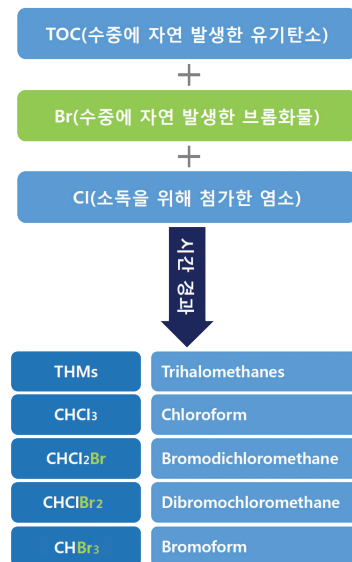 TOC(수중에 자연 발생한 유기탄소)
+
Br(수중에 자연 발생한 브롬화물)
+
Cl(소독을 위해 첨가한 염소)
시간 경과
THMs Trihalomethanes
CHCl₃ Chloroform
CHCl₂Br Bromodichloromethane
CHClBr₂ Dibromochloromethane
CHBr₃ Bromoform